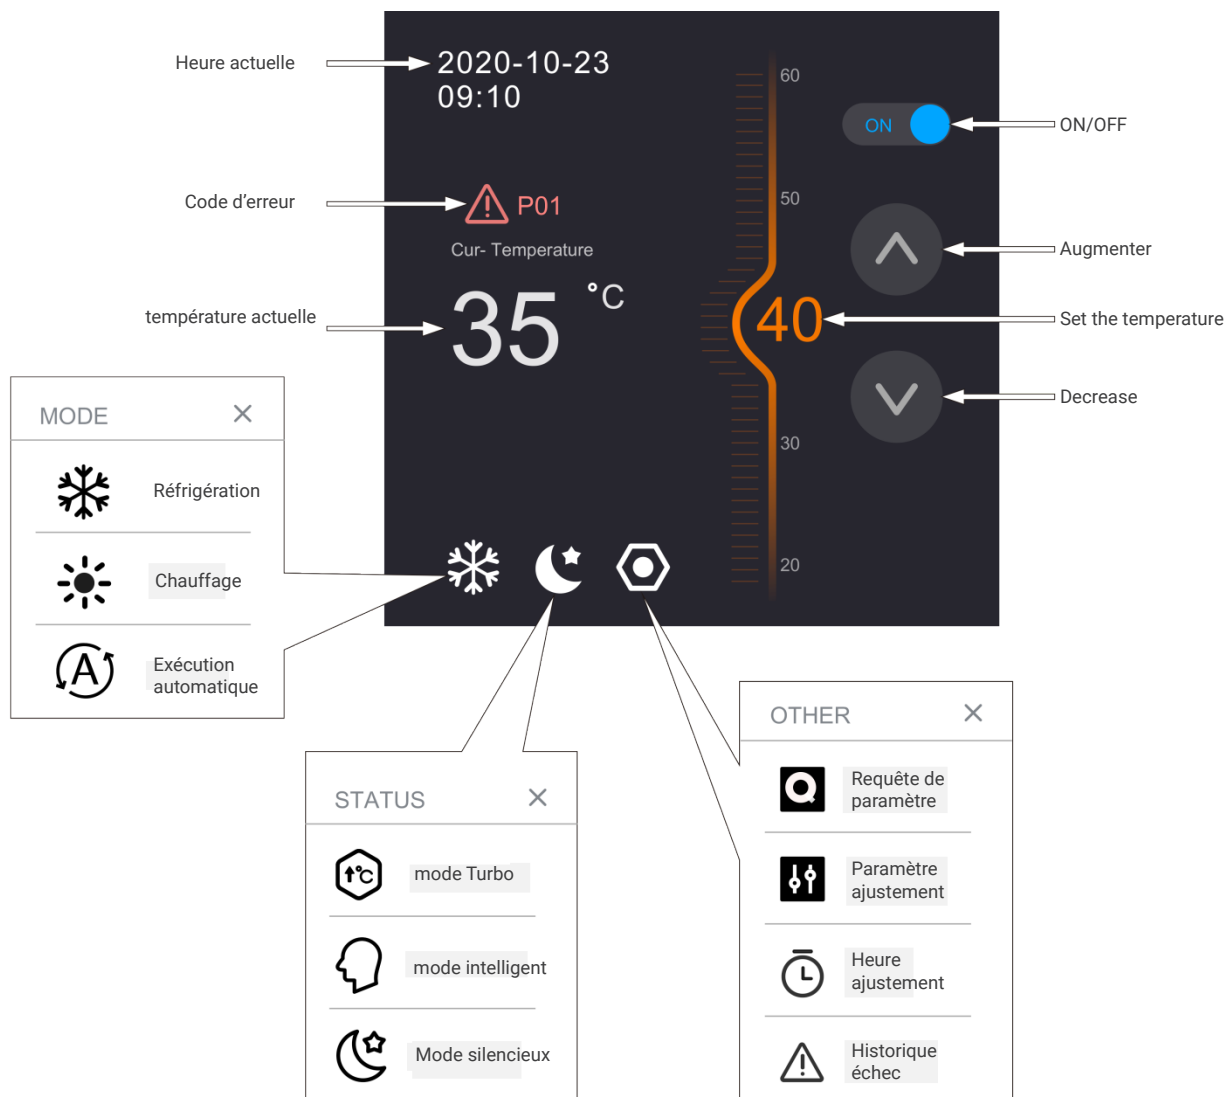 Heure actuelle
2020-10-23
09:10
60
ON
ON/OFF
Code d’erreur
P01
50
Cur- Temperature
Augmenter
température actuelle
35 °C
40
Set the temperature
Decrease
30
20
MODE
Réfrigération
Chauffage
A
Exécution
automatique
STATUS
°C
mode Turbo
mode intelligent
Mode silencieux
OTHER
Requête de
paramètre
Paramètre
ajustement
Heure
ajustement
Historique
échec